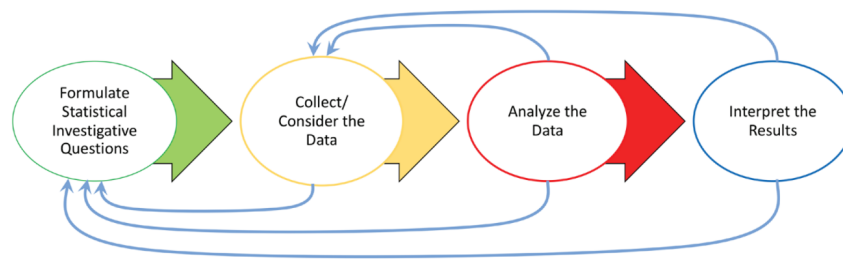 Formulate
Statistical
Investigative
Questions
Collect/
Consider the
Data
Analyze the
Data
Interpret the
Results